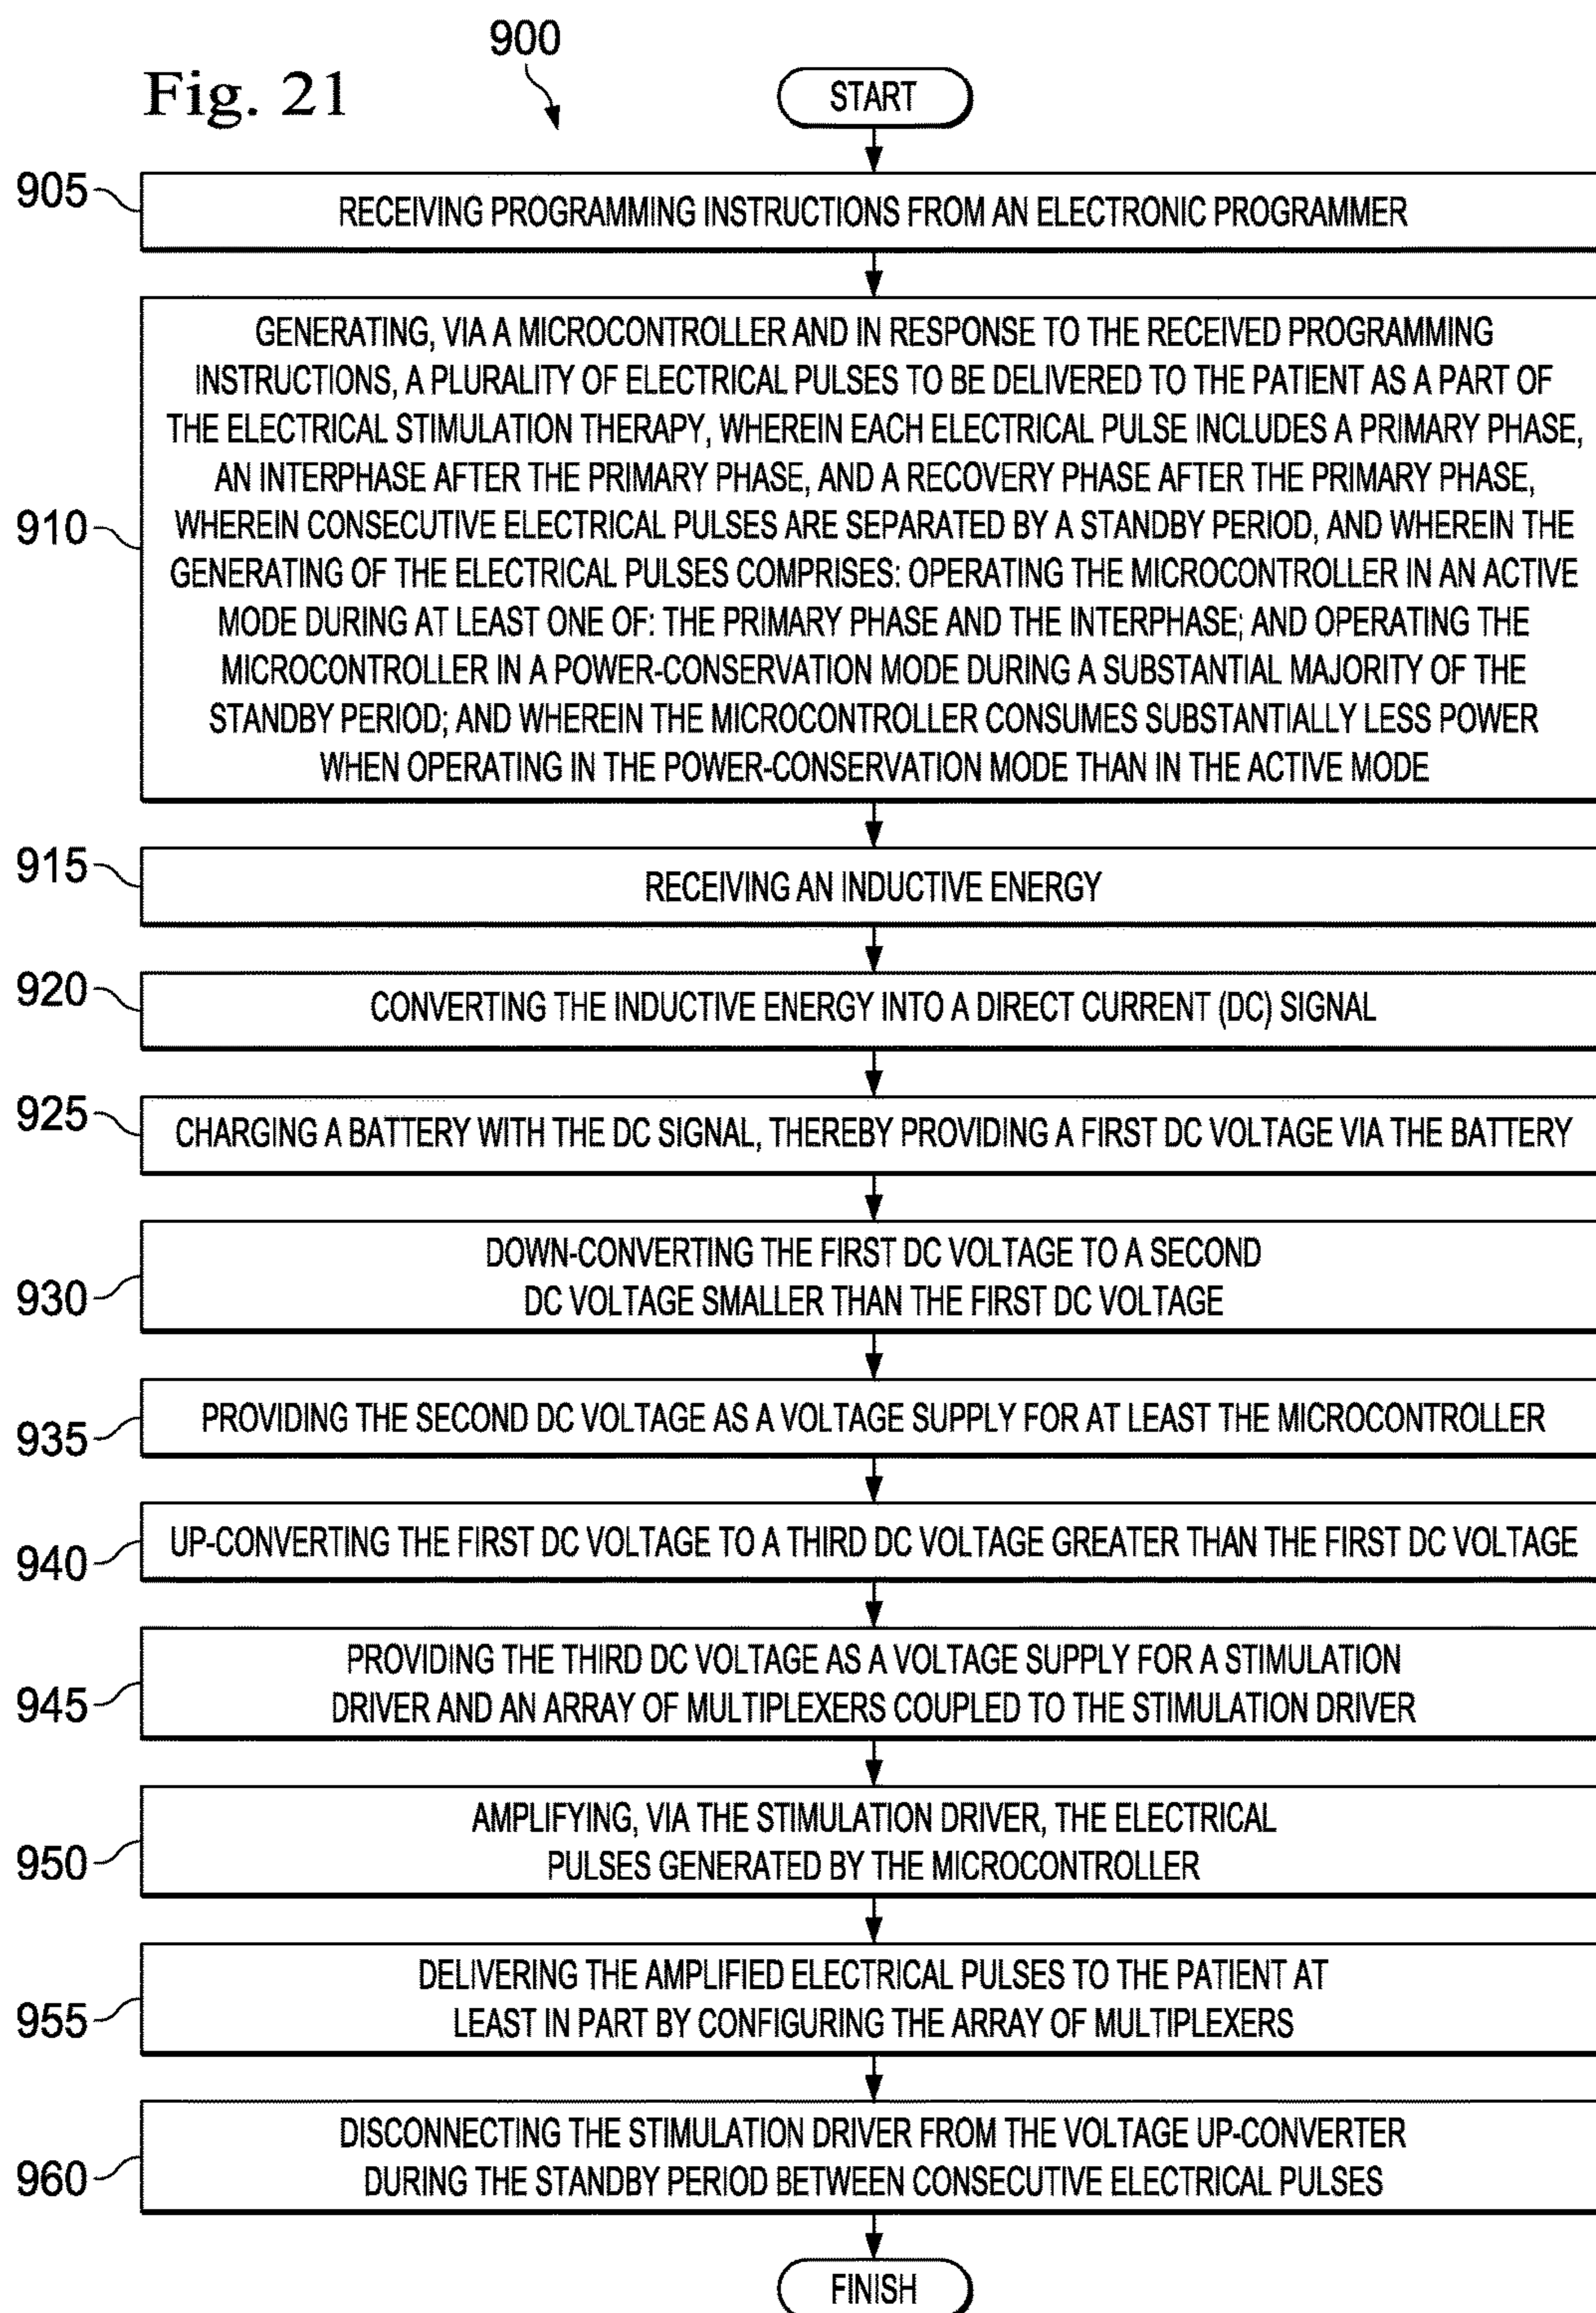 900
Fig. 21
START
905
RECEIVING PROGRAMMING INSTRUCTIONS FROM AN ELECTRONIC PROGRAMMER
910
GENERATING, VIA A MICROCONTROLLER AND IN RESPONSE TO THE RECEIVED PROGRAMMING
INSTRUCTIONS, A PLURALITY OF ELECTRICAL PULSES TO BE DELIVERED TO THE PATIENT AS A PART OF
THE ELECTRICAL STIMULATION THERAPY, WHEREIN EACH ELECTRICAL PULSE INCLUDES A PRIMARY PHASE,
AN INTERPHASE AFTER THE PRIMARY PHASE, AND A RECOVERY PHASE AFTER THE PRIMARY PHASE,
WHEREIN CONSECUTIVE ELECTRICAL PULSES ARE SEPARATED BY A STANDBY PERIOD, AND WHEREIN THE
GENERATING OF THE ELECTRICAL PULSES COMPRISES: OPERATING THE MICROCONTROLLER IN AN ACTIVE
MODE DURING AT LEAST ONE OF: THE PRIMARY PHASE AND THE INTERPHASE; AND OPERATING THE
MICROCONTROLLER IN A POWER-CONSERVATION MODE DURING A SUBSTANTIAL MAJORITY OF THE
STANDBY PERIOD; AND WHEREIN THE MICROCONTROLLER CONSUMES SUBSTANTIALLY LESS POWER
WHEN OPERATING IN THE POWER-CONSERVATION MODE THAN IN THE ACTIVE MODE
915
RECEIVING AN INDUCTIVE ENERGY
920
CONVERTING THE INDUCTIVE ENERGY INTO A DIRECT CURRENT (DC) SIGNAL
925
CHARGING A BATTERY WITH THE DC SIGNAL, THEREBY PROVIDING A FIRST DC VOLTAGE VIA THE BATTERY
930
DOWN-CONVERTING THE FIRST DC VOLTAGE TO A SECOND
DC VOLTAGE SMALLER THAN THE FIRST DC VOLTAGE
935
PROVIDING THE SECOND DC VOLTAGE AS A VOLTAGE SUPPLY FOR AT LEAST THE MICROCONTROLLER
940
UP-CONVERTING THE FIRST DC VOLTAGE TO A THIRD DC VOLTAGE GREATER THAN THE FIRST DC VOLTAGE
945
PROVIDING THE THIRD DC VOLTAGE AS A VOLTAGE SUPPLY FOR A STIMULATION
DRIVER AND AN ARRAY OF MULTIPLEXERS COUPLED TO THE STIMULATION DRIVER
950
AMPLIFYING, VIA THE STIMULATION DRIVER, THE ELECTRICAL
PULSES GENERATED BY THE MICROCONTROLLER
955
DELIVERING THE AMPLIFIED ELECTRICAL PULSES TO THE PATIENT AT
LEAST IN PART BY CONFIGURING THE ARRAY OF MULTIPLEXERS
960
DISCONNECTING THE STIMULATION DRIVER FROM THE VOLTAGE UP-CONVERTER
DURING THE STANDBY PERIOD BETWEEN CONSECUTIVE ELECTRICAL PULSES
FINISH